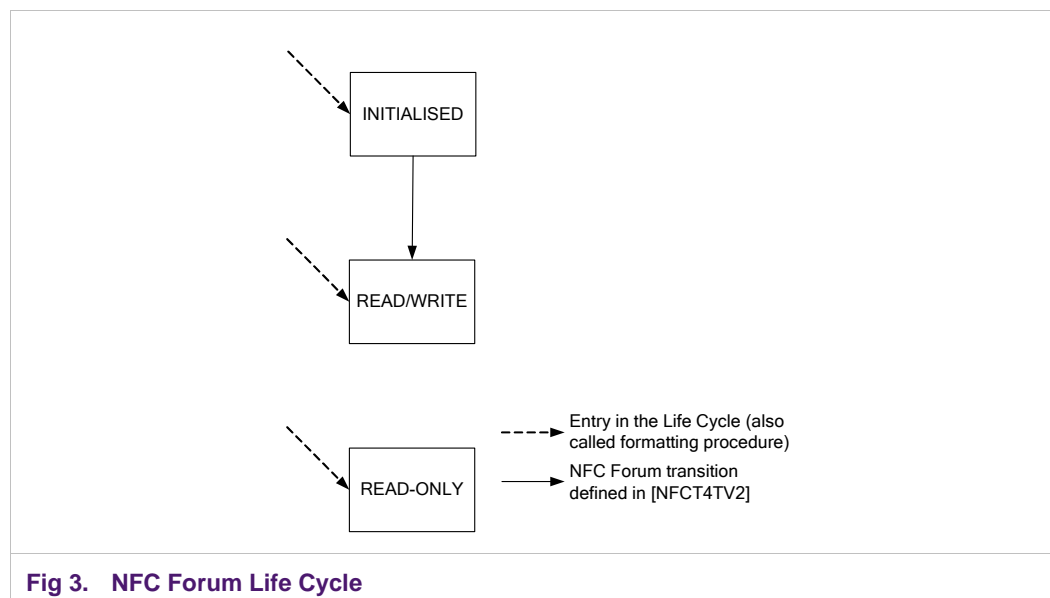 INITIALISED
READ/WRITE
READ-ONLY
Entry in the Life Cycle (also
called formatting procedure)
NFC Forum transition
defined in [NFCT4TV2]
Fig 3. NFC Forum Life Cycle